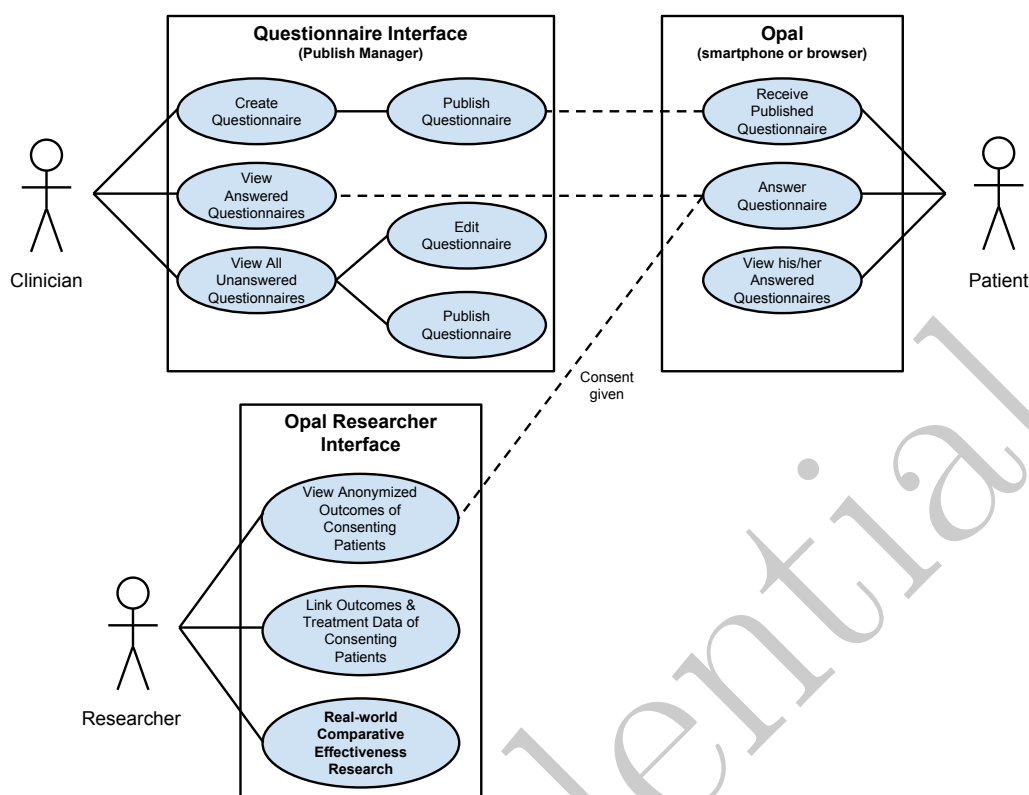 Questionnaire Interface
(Publish Manager)
Create
Questionnaire
Publish
Questionnaire
View
Answered
Questionnaires
Edit
Questionnaire
View All
Unanswered
Questionnaires
Publish
Questionnaire
Clinician
Opal
(smartphone or browser)
Receive
Published
Questionnaire
Answer
Questionnaire
View his/her
Answered
Questionnaires
Patient
Consent
given
Opal Researcher
Interface
View Anonymized
Outcomes of
Consenting
Patients
Link Outcomes &
Treatment Data of
Consenting
Patients
Real-world
Comparative
Effectiveness
Research
Researcher
dential